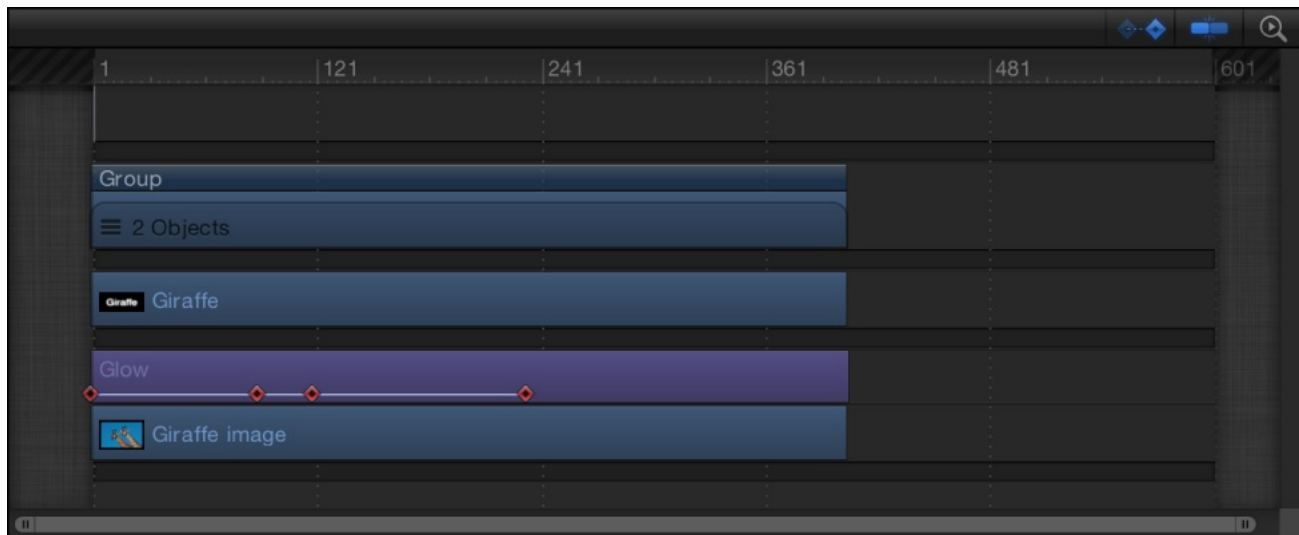 1 121 241 361 481 601
Group
2 Objects
Giraffe Giraffe
Glow
Giraffe image